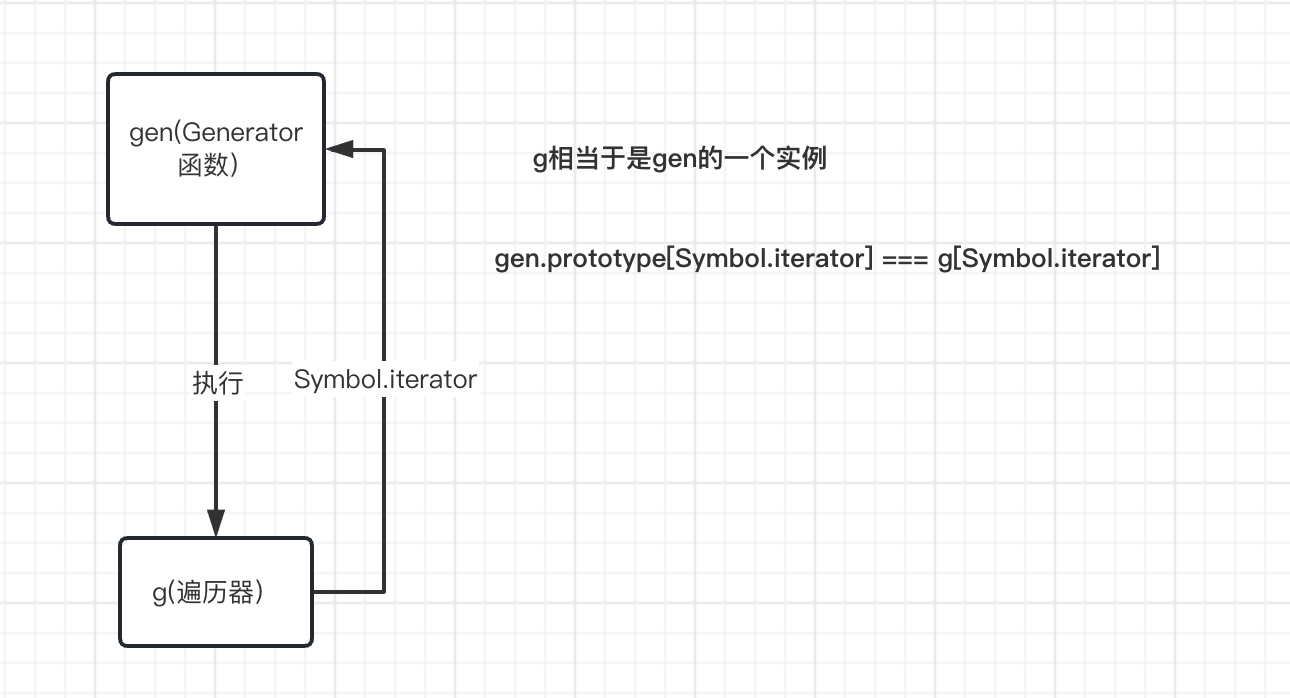 gen(Generator
函数)
g相当于是gen的一个实例
gen.prototype[Symbol.iterator] === g[Symbol.iterator]
执行
Symbol.iterator
g(遍历器)